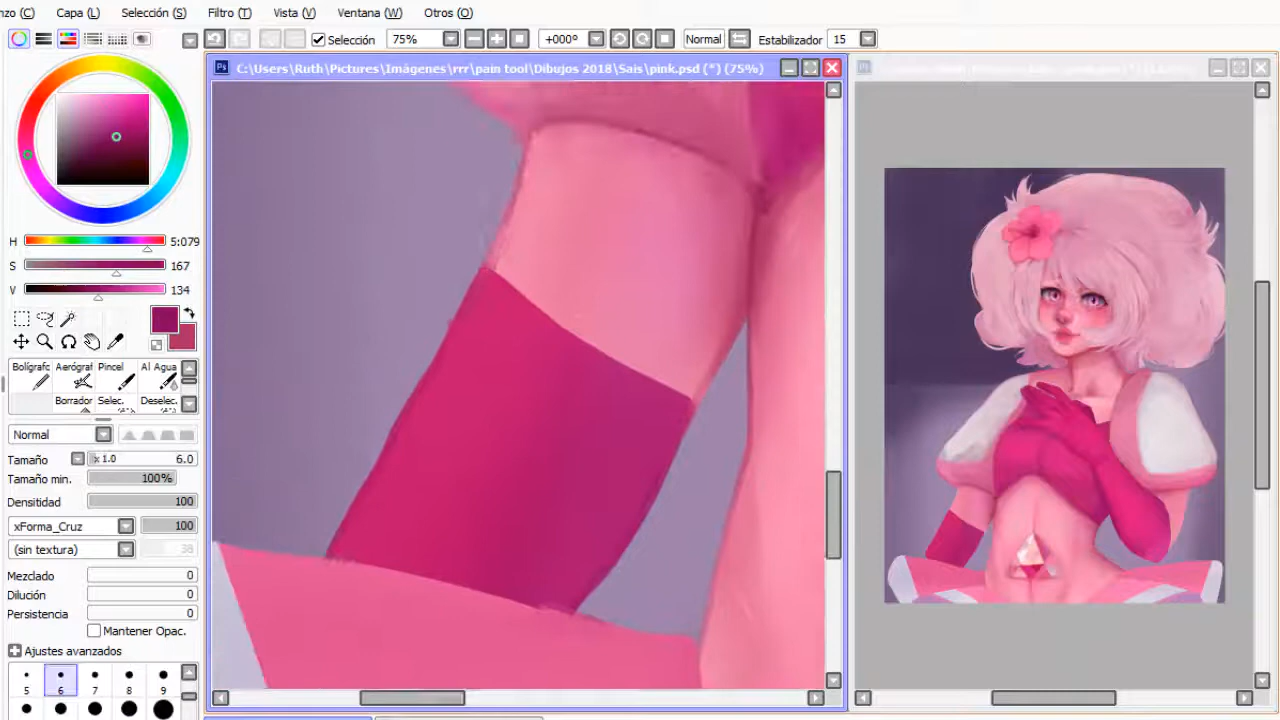 nzo (C) Capa (L) Selección (S) Filtro (T) Vista (V) Ventana (W) Otros (O)
Selección 75% +000º Normal Estabilizador 15
C:\Users\Ruth\Pictures\Imágenes\rrr\pain tool\Dibujos 2018\Sais\pink.psd (*) (75%)
H 5:079
S 167
V 134
Bolígrafc Aerógraf Pincel Al Agua
Borrador Selec. Deselec.
Normal
Tamaño x 1.0 6.0
Tamaño min. 100%
Densidad 100
xForma_Cruz 100
(sin textura) 38
Mezclado 0
Dilución 0
Persistencia 0
Mantener Opac.
Ajustes avanzados
5 6 7 8 9